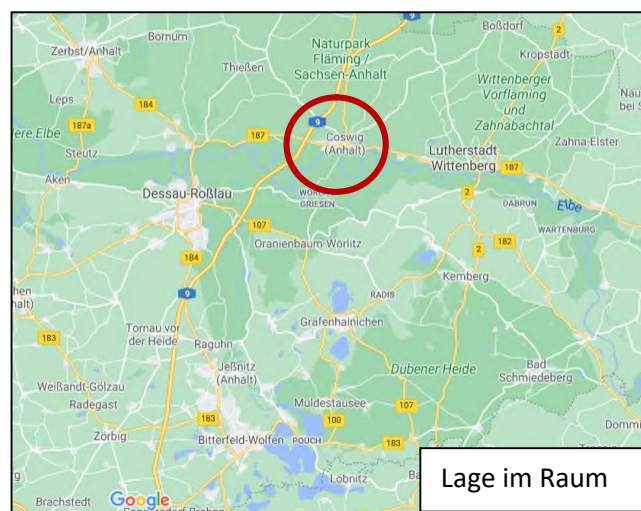 Boßdorf
2
Zerbst/Anhalt
Bornum
Naturpark
Fläming /
Sachsen-Anhalt
Kropstädt
Thießen
Wittenberger
Vorfläming
und
Zahnabachtal
Leps
184
187a
9
187
Coswig
(Anhalt)
Zahna-Elster
Steutz
Lutherstadt
Wittenberg
187
Aken
Dessau-Roßlau
GRIESEN
2
DABRUN
Elbe
107
WARTENBURG
Oranienbaum-Wörlitz
2
182
184
Kemberg
9
RADIS
Gräfenhainichen
Tornau vor
der Heide
183
Raguhn
Jeßnitz
(Anhalt)
Dübener Heide
Bad
Schmiedeberg
Weißandt-Gölzau
Radegast
183
Muldestausee
107
100
Zörbig
Bitterfeld-Wolfen
POUCH
183
Löbnitz
Lage im Raum
Brachstedt
Google